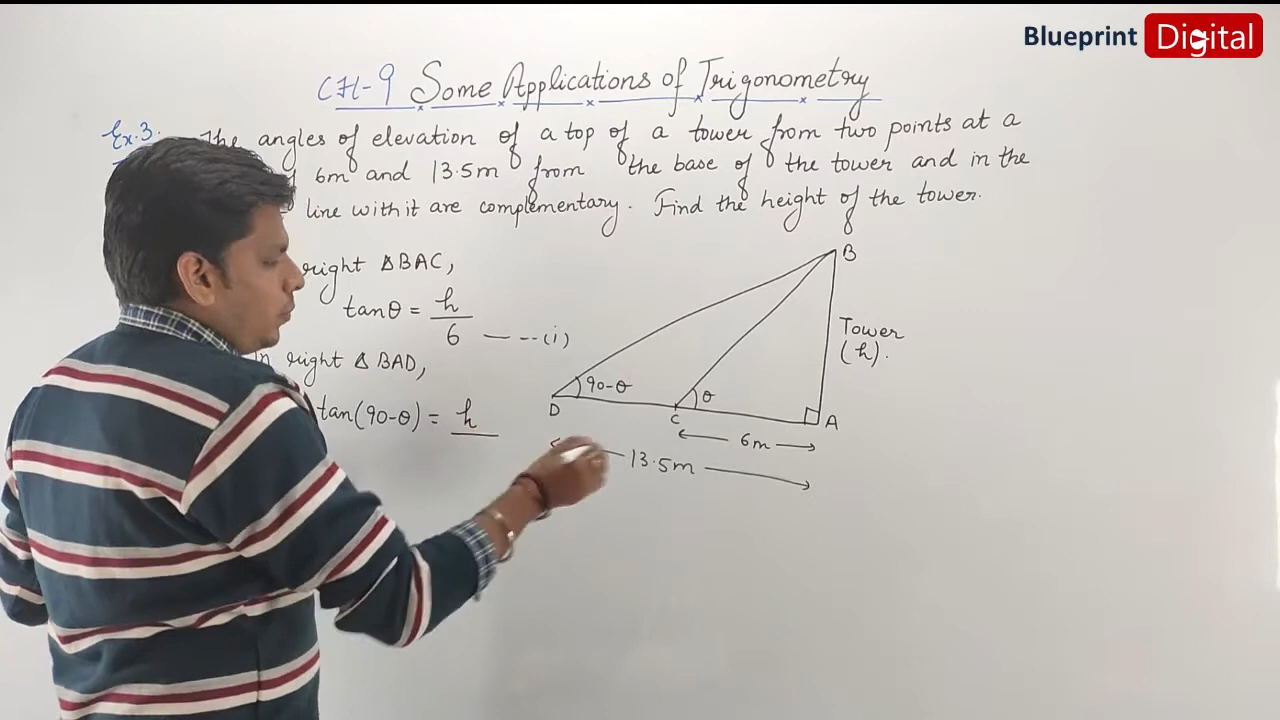 Blueprint Digital
CH-9 Some Applications of Trigonometry
Ex.3. The angles of elevation of a top of a tower from two points at a
6m and 13.5m from the base of the tower and in the
line with it are complementary. Find the height of the tower.
right ΔBAC,
tanθ = h/6 ---(i)
In right Δ BAD,
tan(90-θ) = h
B
Tower
(h).
90-θ
θ
D
C
A
6m
13.5m